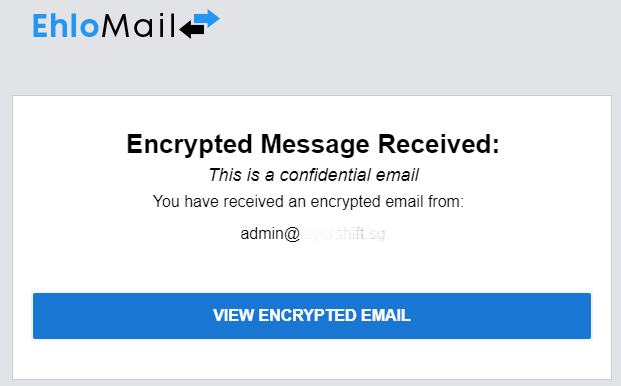 EhloMail
Encrypted Message Received:
This is a confidential email
You have received an encrypted email from:
admin@
VIEW ENCRYPTED EMAIL